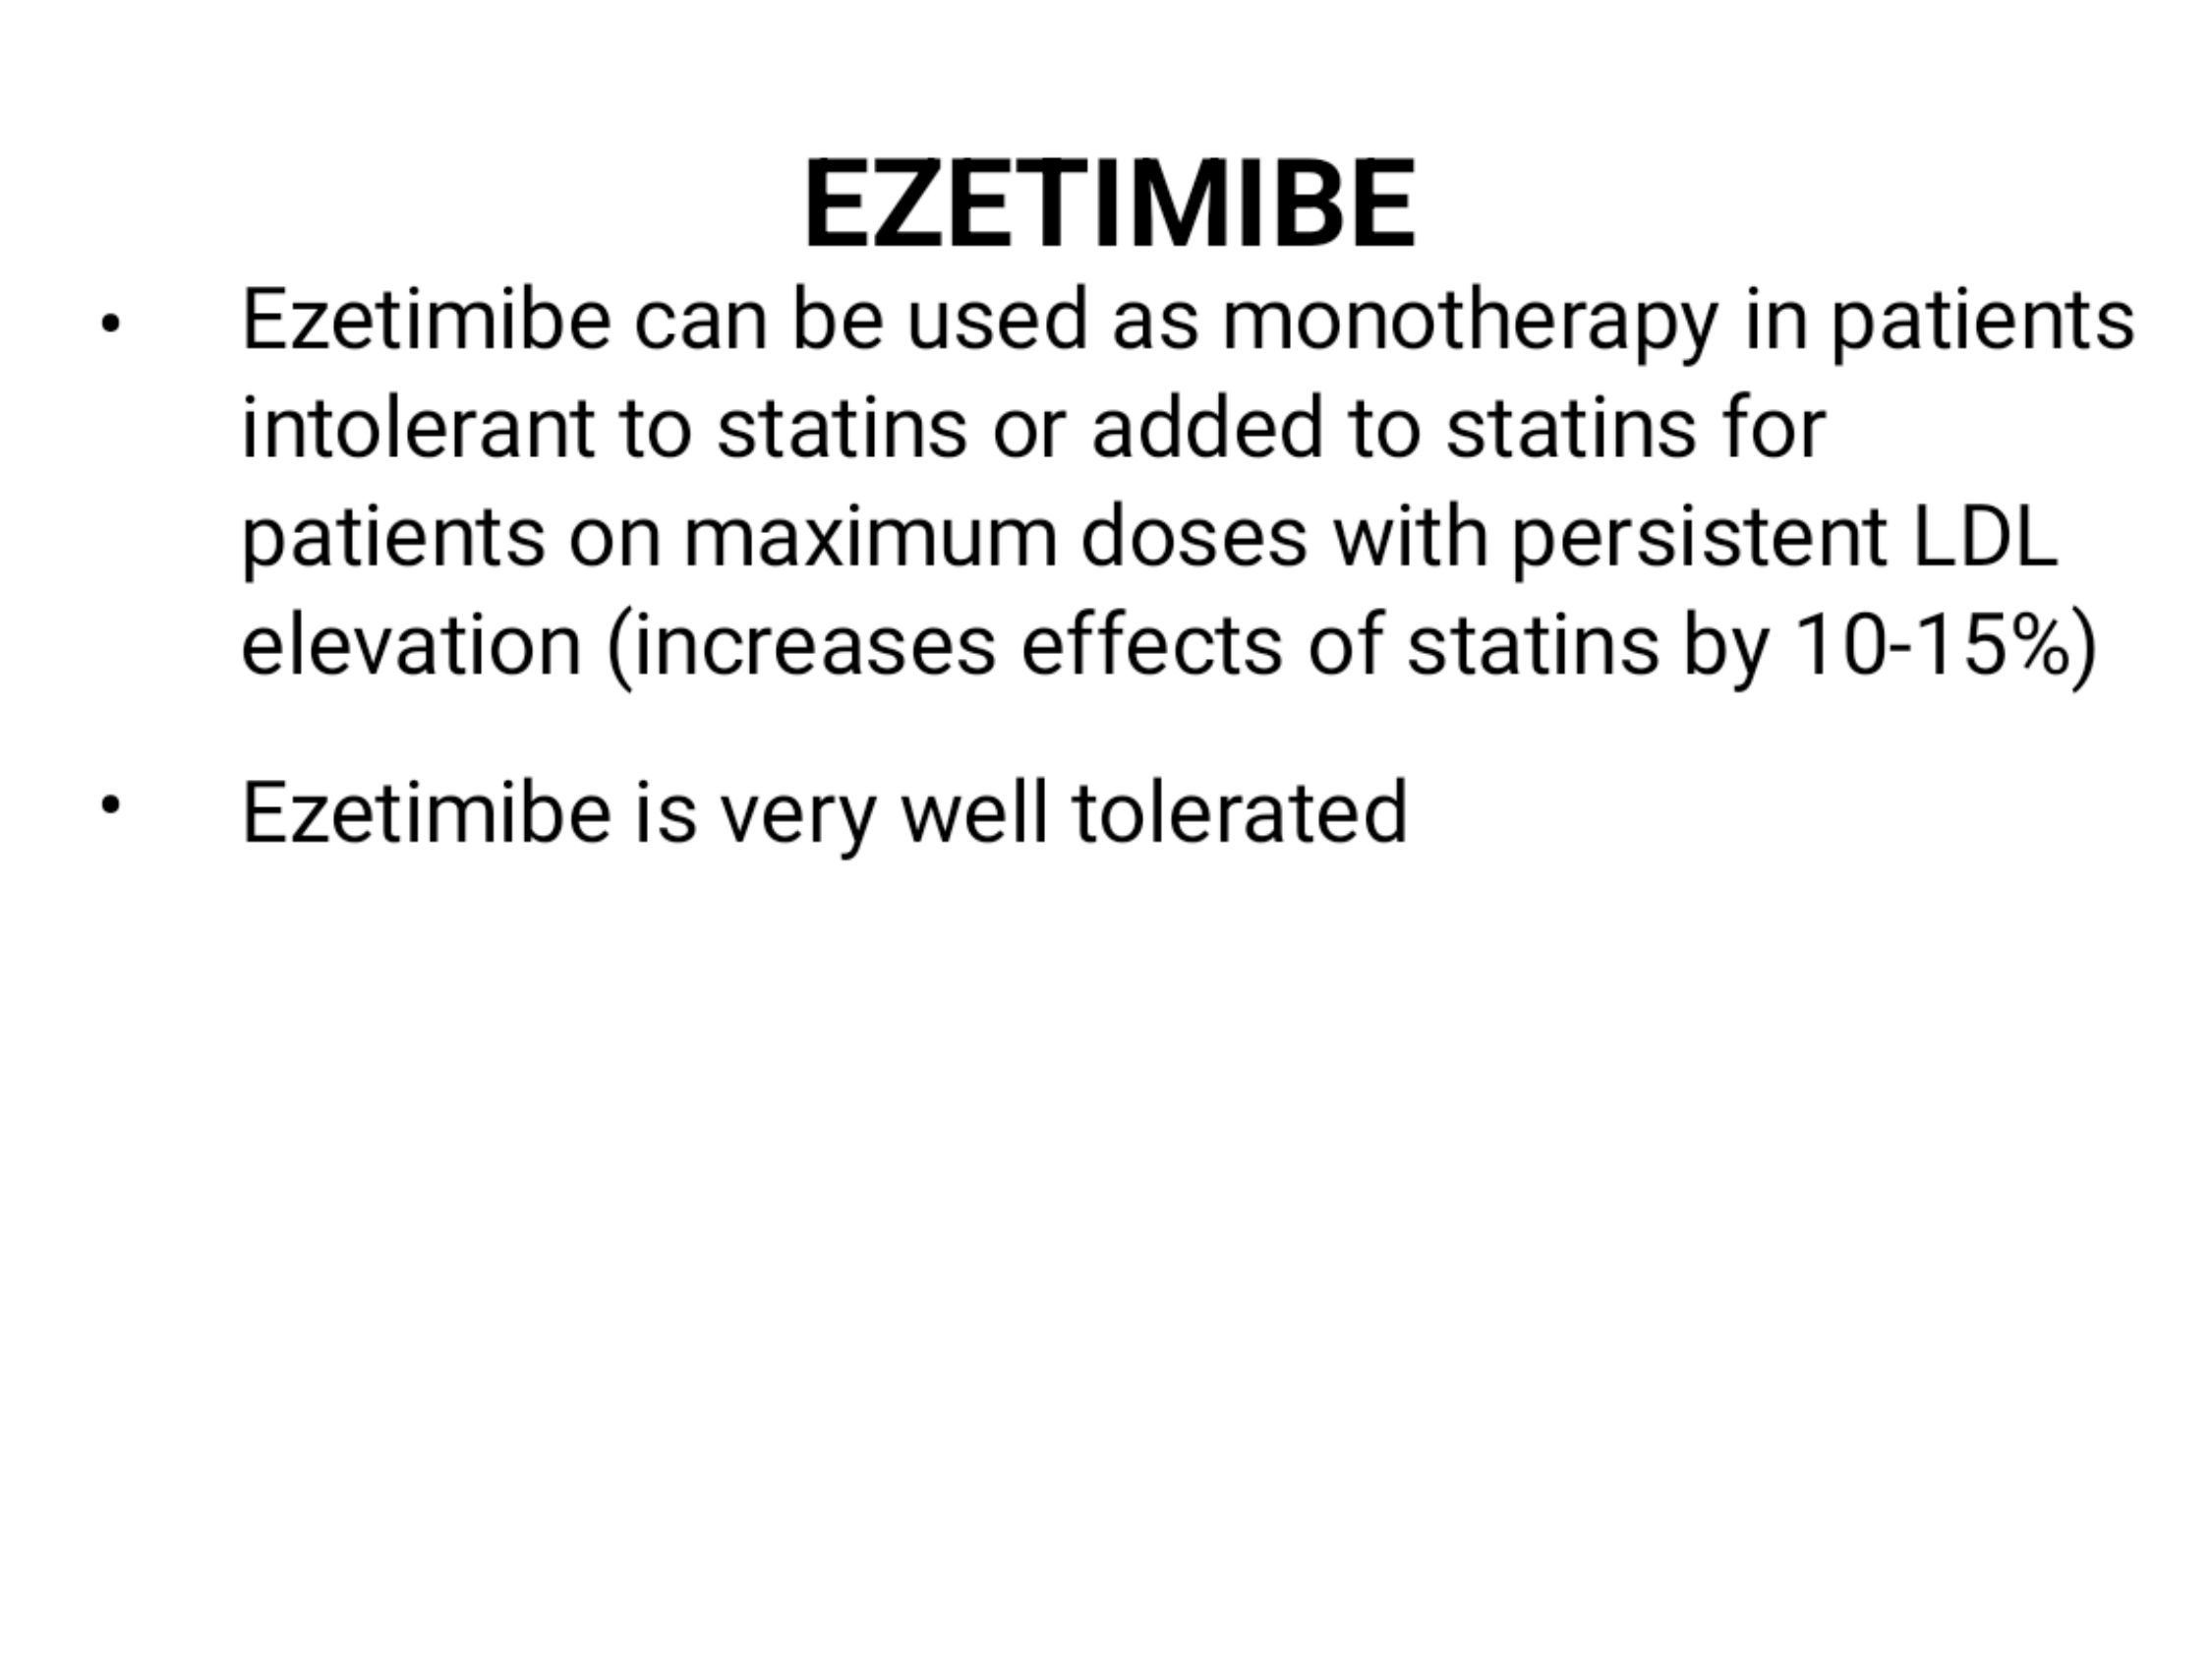 EZETIMIBE
• Ezetimibe can be used as monotherapy in patients
intolerant to statins or added to statins for
patients on maximum doses with persistent LDL
elevation (increases effects of statins by 10-15%)
• Ezetimibe is very well tolerated